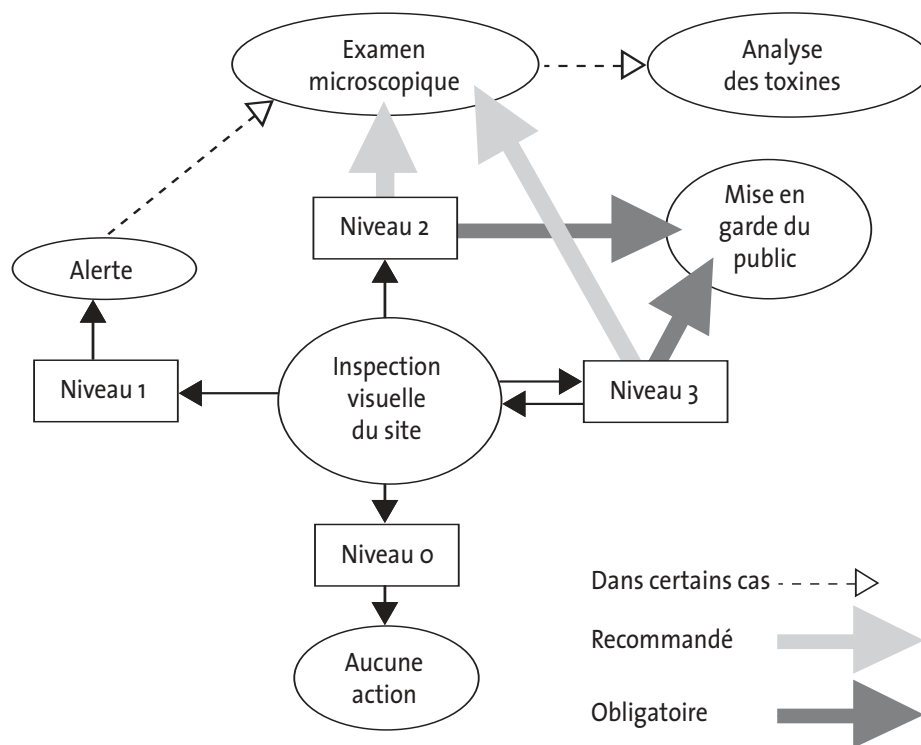 Examen
microscopique
Analyse
des toxines
Mise en
garde du
public
Niveau 2
Alerte
Niveau 1
Inspection
visuelle
du site
Niveau 3
Niveau 0
Aucune
action
Dans certains cas
Recommandé
Obligatoire